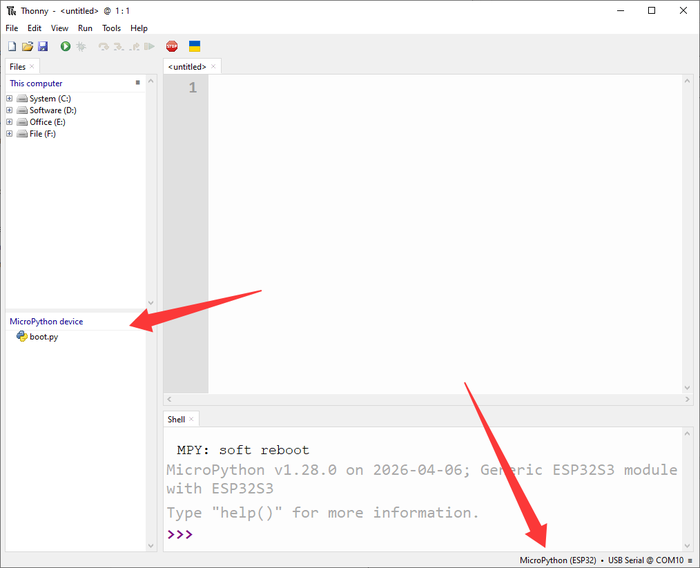 Thonny - <untitled> @ 1 : 1
File Edit View Run Tools Help
STOP
Files
This computer
System (C:)
Software (D:)
Office (E:)
File (F:)
MicroPython device
boot.py
<untitled>
1
Shell
MPY: soft reboot
MicroPython v1.28.0 on 2026-04-06; Generic ESP32S3 module
with ESP32S3
Type "help()" for more information.
>>>
MicroPython (ESP32) • USB Serial @ COM10 ≡